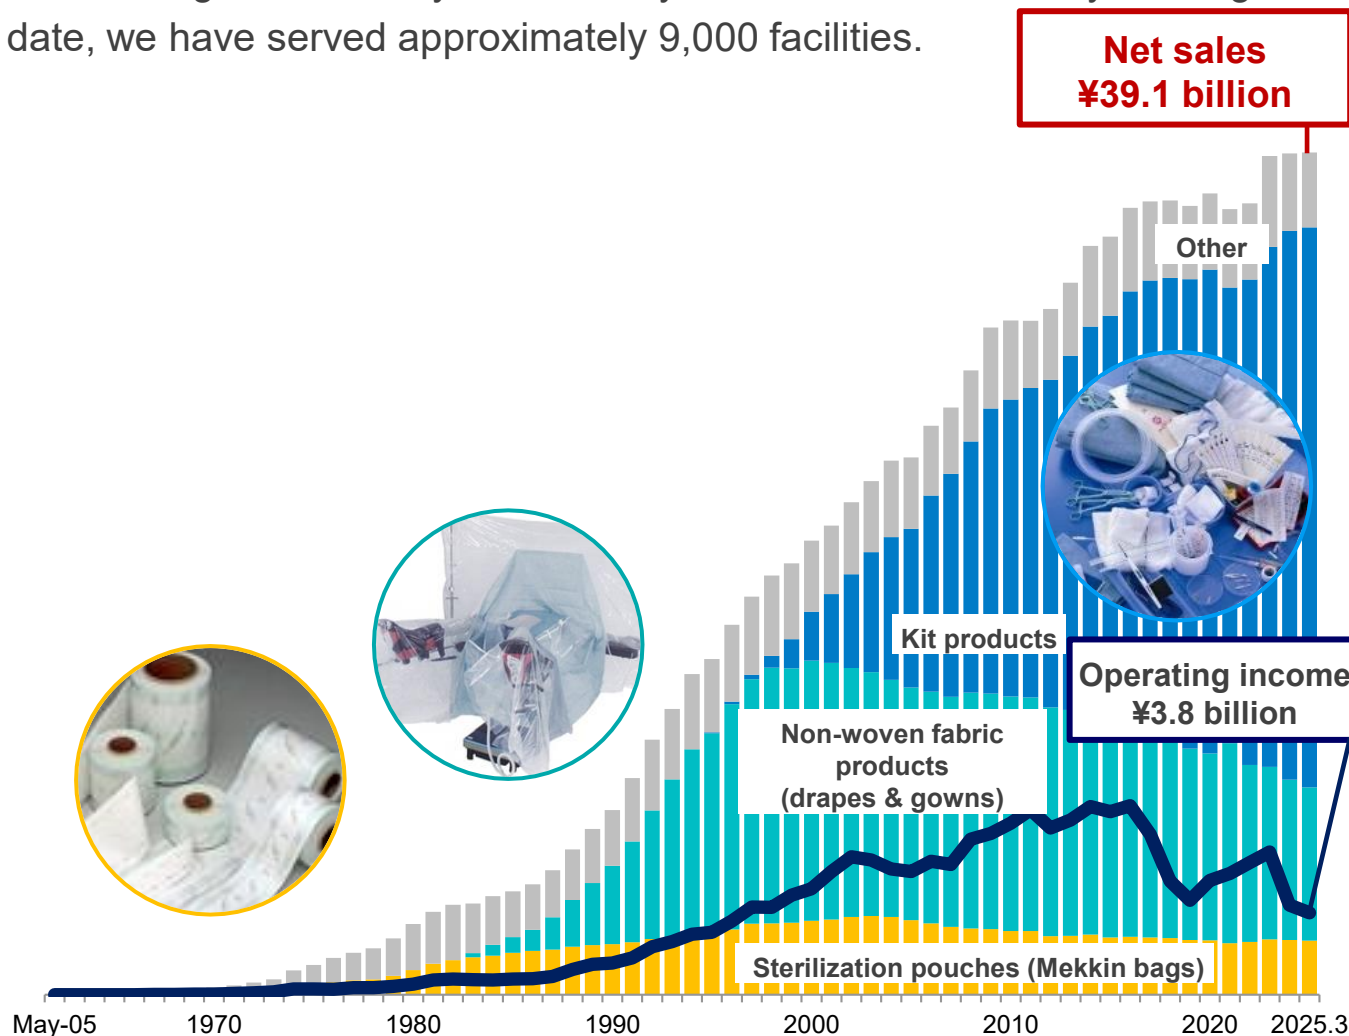 date, we have served approximately 9,000 facilities.
Net sales
¥39.1 billion
Other
Kit products
Operating income
¥3.8 billion
Non-woven fabric
products
(drapes & gowns)
Sterilization pouches (Mekkin bags)
May-05 1970 1980 1990 2000 2010 2020 2025.3